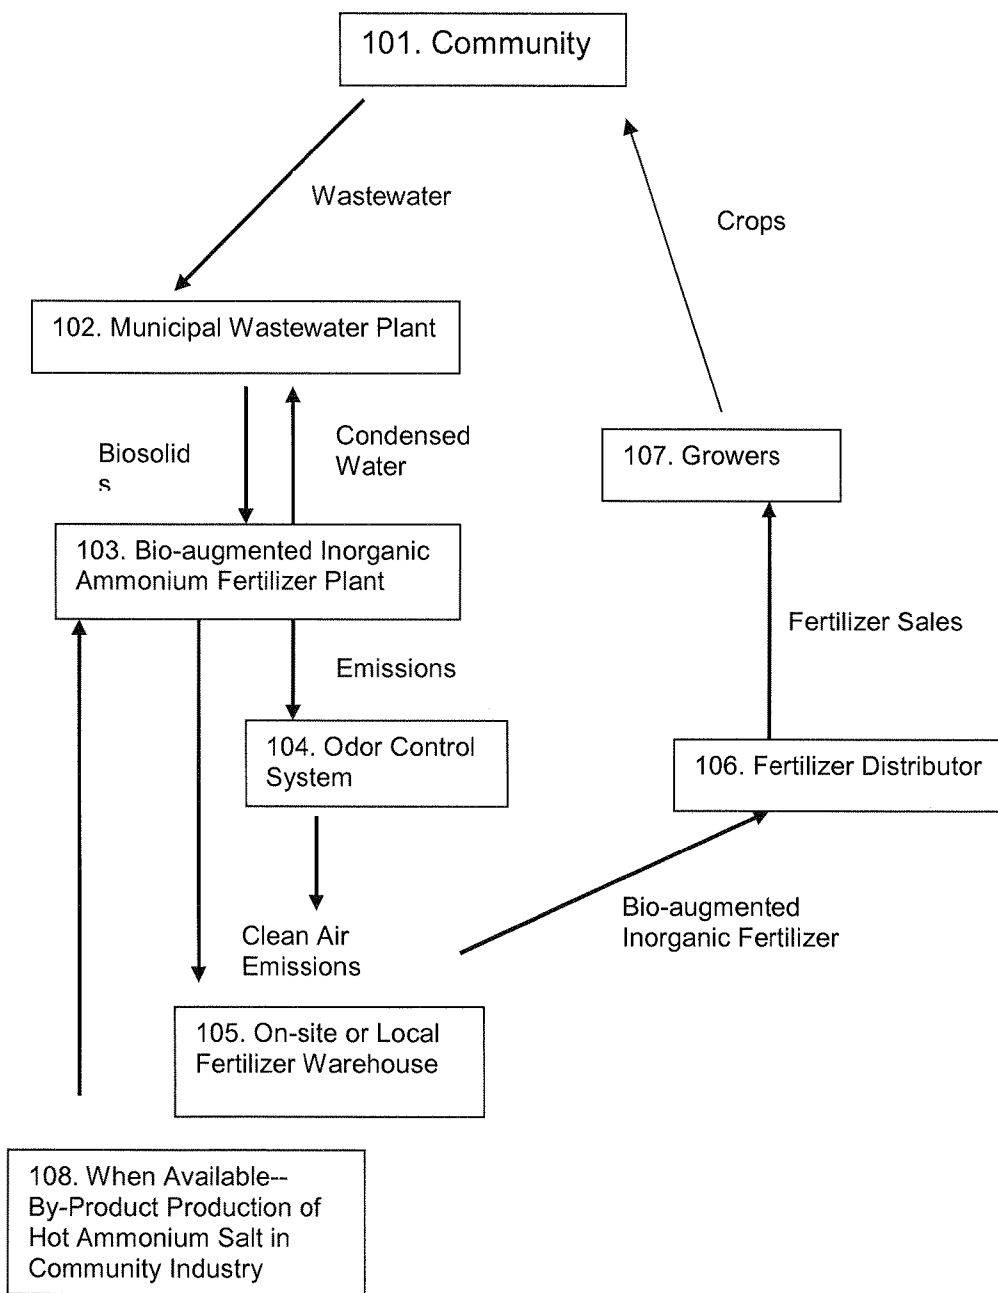 101. Community
Wastewater
Crops
102. Municipal Wastewater Plant
Biosolid
s
Condensed
Water
107. Growers
103. Bio-augmented Inorganic
Ammonium Fertilizer Plant
Fertilizer Sales
Emissions
104. Odor Control
System
106. Fertilizer Distributor
Bio-augmented
Inorganic Fertilizer
Clean Air
Emissions
105. On-site or Local
Fertilizer Warehouse
108. When Available--
By-Product Production of
Hot Ammonium Salt in
Community Industry